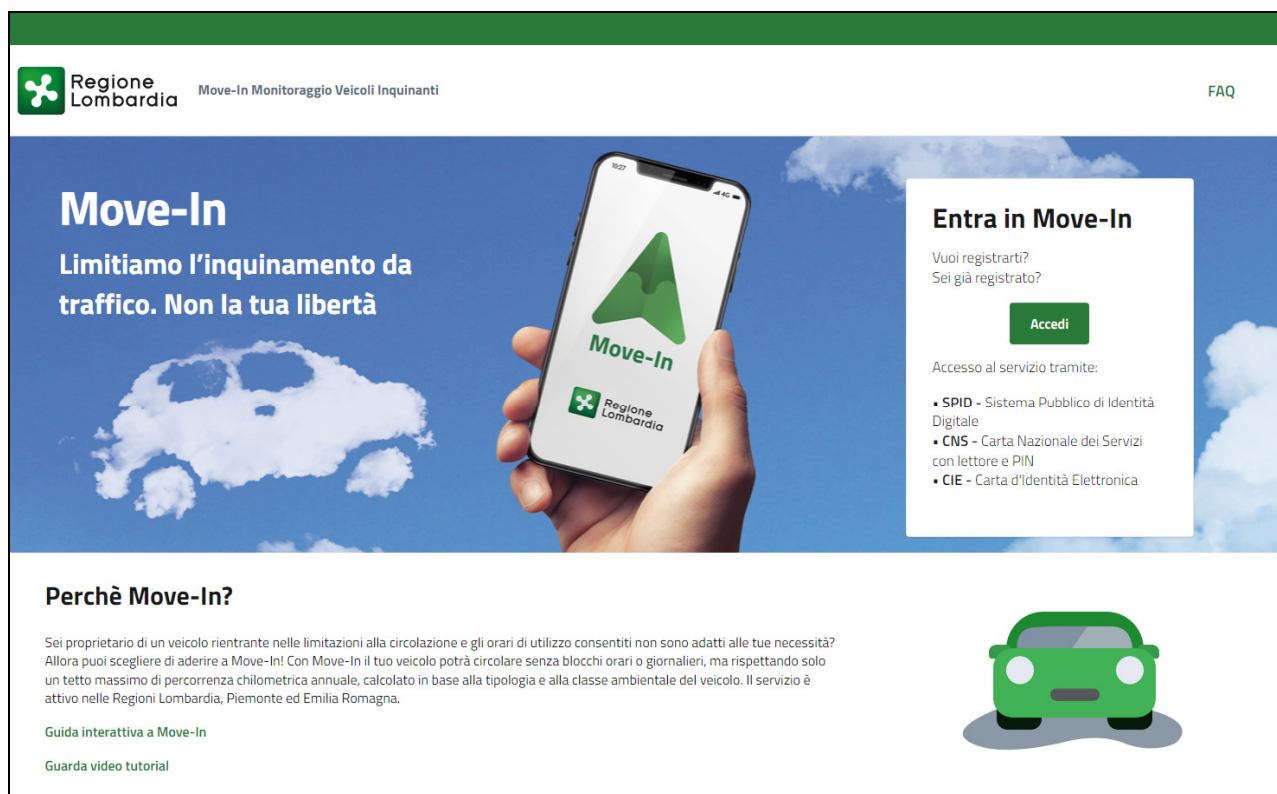 Regione
Lombardia
Move-In Monitoraggio Veicoli Inquinanti
FAQ
Move-In
Limitiamo l'inquinamento da
traffico. Non la tua libertà
10:27
4G
Move-In
Regione
Lombardia
Entra in Move-In
Vuoi registrarti?
Sei già registrato?
Accedi
Accesso al servizio tramite:
▪ SPID - Sistema Pubblico di Identità
Digitale
▪ CNS - Carta Nazionale dei Servizi
con lettore e PIN
▪ CIE - Carta d'Identità Elettronica
Perchè Move-In?
Sei proprietario di un veicolo rientrante nelle limitazioni alla circolazione e gli orari di utilizzo consentiti non sono adatti alle tue necessità?
Allora puoi scegliere di aderire a Move-In! Con Move-In il tuo veicolo potrà circolare senza blocchi orari o giornalieri, ma rispettando solo
un tetto massimo di percorrenza chilometrica annuale, calcolato in base alla tipologia e alla classe ambientale del veicolo. Il servizio è
attivo nelle Regioni Lombardia, Piemonte ed Emilia Romagna.
Guida interattiva a Move-In
Guarda video tutorial